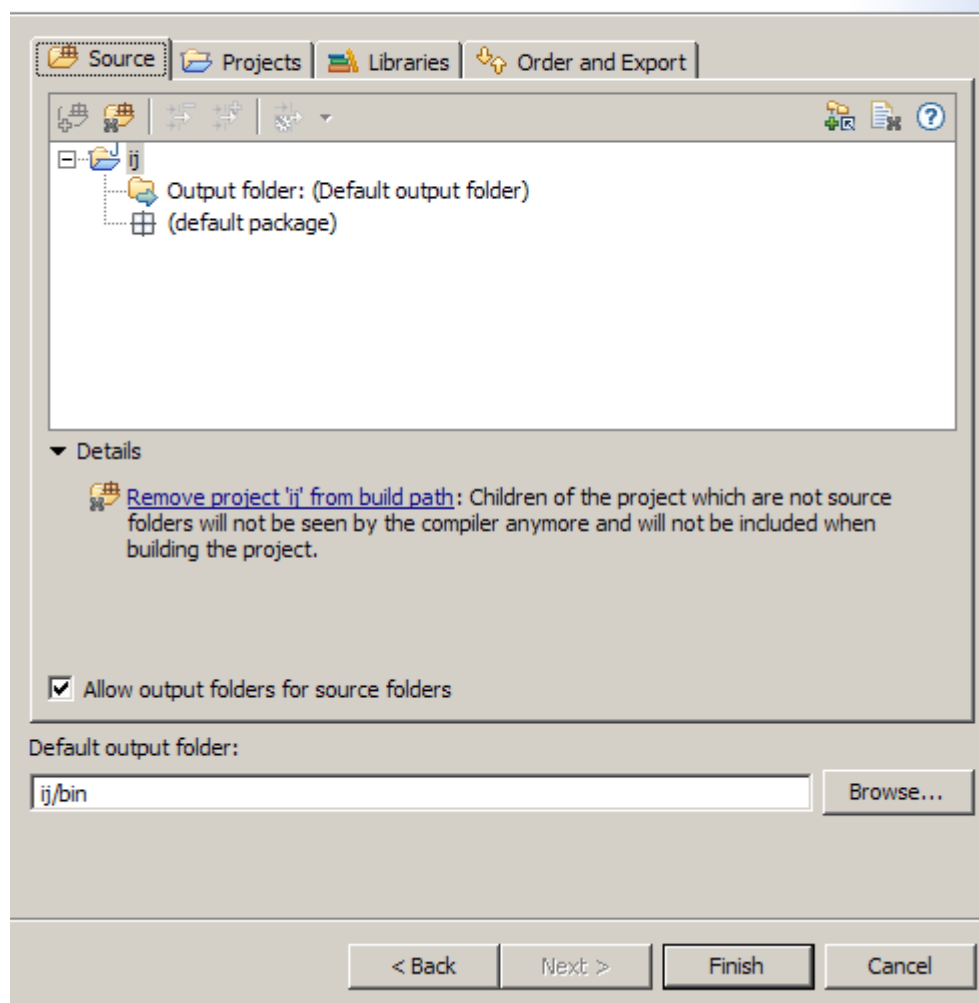 Source Projects Libraries Order and Export
ij
Output folder: (Default output folder)
(default package)
Details
Remove project 'ij' from build path: Children of the project which are not source
folders will not be seen by the compiler anymore and will not be included when
building the project.
Allow output folders for source folders
Default output folder:
ij/bin Browse...
< Back Next > Finish Cancel